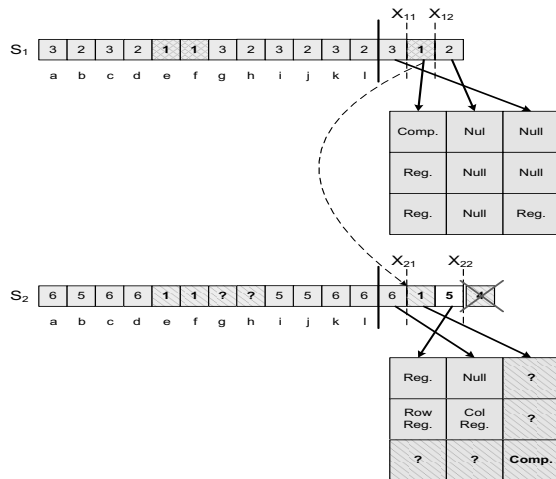 X11 X12
S1 3 2 3 2 1 1 3 2 3 2 3 2 3 1 2
a b c d e f g h i j k l
Comp. Nul Null
Reg. Null Null
Reg. Null Reg.
X21 X22
S2 6 5 6 6 1 1 ? ? 5 5 6 6 6 1 5 4
a b c d e f g h i j k l
Reg. Null ?
Row Reg. Col Reg. ?
? ? Comp.